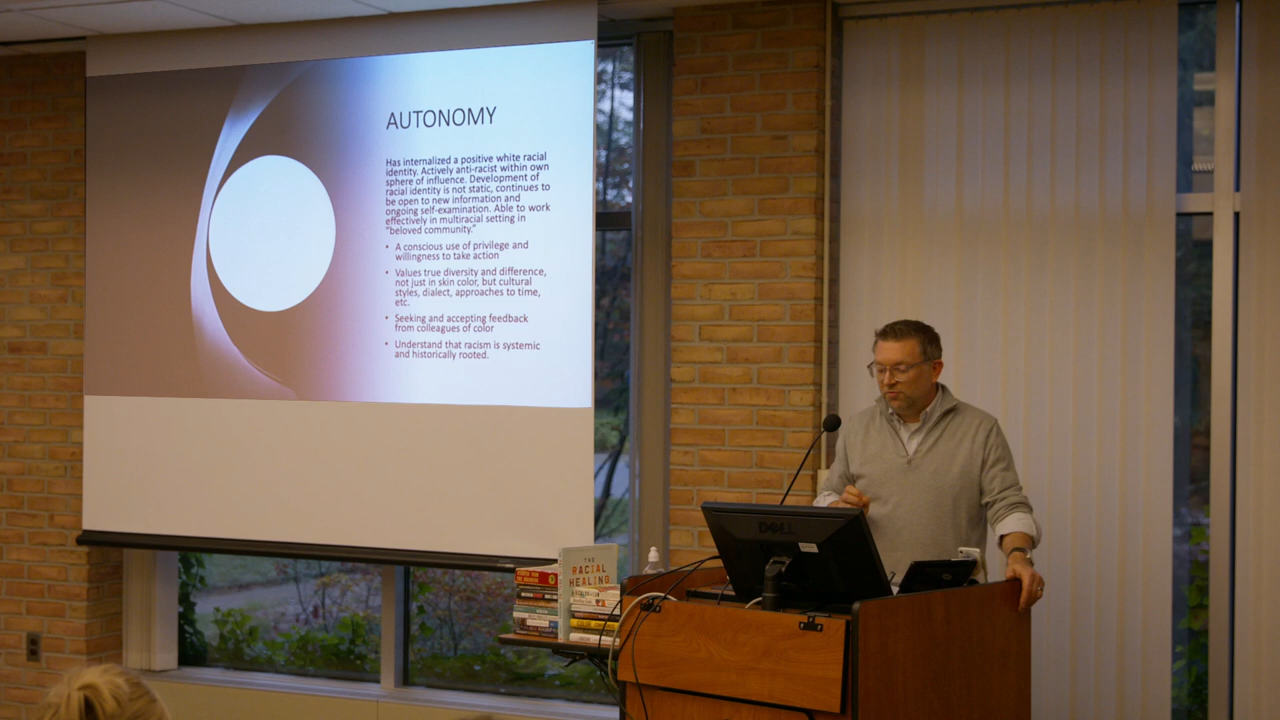 AUTONOMY
Has internalized a positive white racial
identity. Actively anti-racist within own
sphere of influence. Development of
racial identity is not static, continues to
be open to new information and
ongoing self-examination. Able to work
effectively in multiracial setting in
"beloved community."
• A conscious use of privilege and
willingness to take action
• Values true diversity and difference,
not just in skin color, but cultural
styles, dialect, approaches to time,
etc.
• Seeking and accepting feedback
from colleagues of color
• Understand that racism is systemic
and historically rooted.
THE
RACIAL
HEALING
DELL